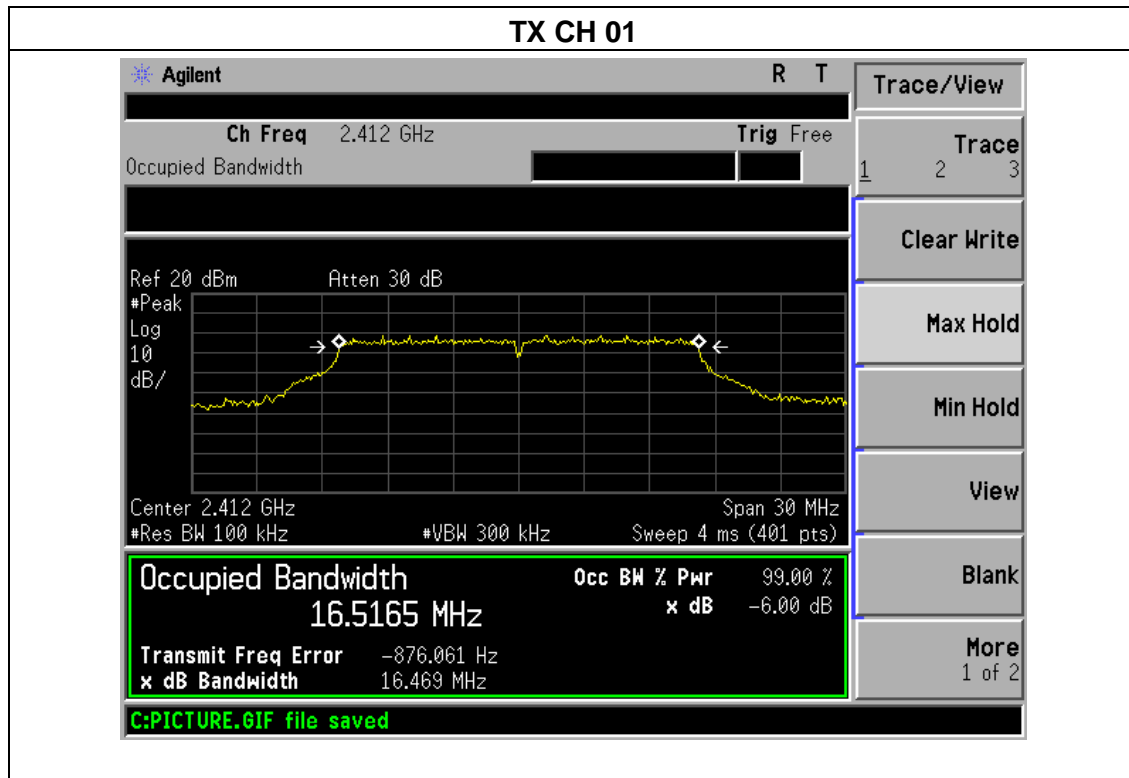 TX CH 01
Agilent R T
Ch Freq 2.412 GHz Trig Free
Occupied Bandwidth
Ref 20 dBm Atten 30 dB
#Peak
Log
10
dB/
Center 2.412 GHz Span 30 MHz
#Res BW 100 kHz #VBW 300 kHz Sweep 4 ms (401 pts)
Occupied Bandwidth Occ BW % Pwr 99.00 %
16.5165 MHz x dB -6.00 dB
Transmit Freq Error -876.061 Hz
x dB Bandwidth 16.469 MHz
C:PICTURE.GIF file saved
Trace/View
Trace
1 2 3
Clear Write
Max Hold
Min Hold
View
Blank
More
1 of 2